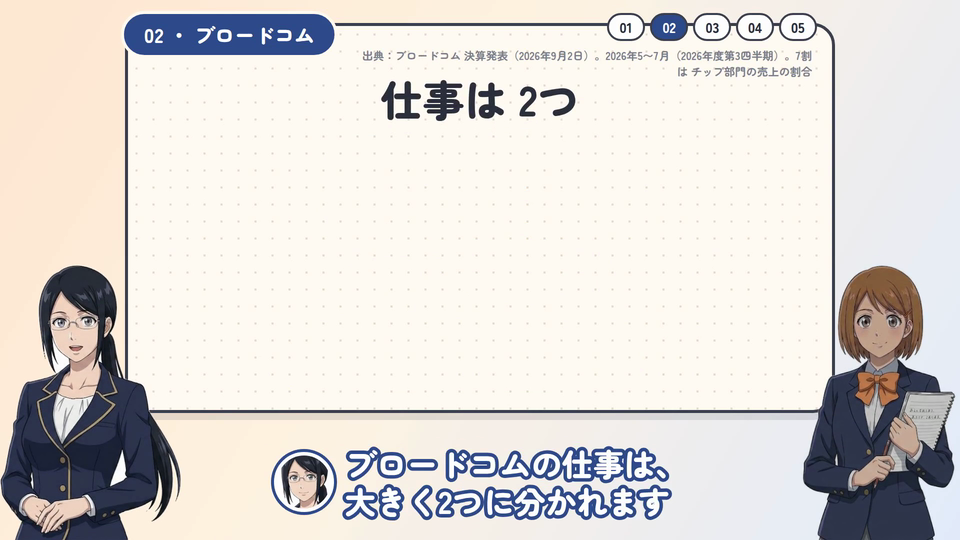 02 ・ ブロードコム
01 02 03 04 05
出典：ブロードコム 決算発表（2026年9月2日）。2026年5〜7月（2026年度第3四半期）。7割
は チップ部門の売上の割合
仕事は 2つ
ブロードコムの仕事は、
大きく2つに分かれます